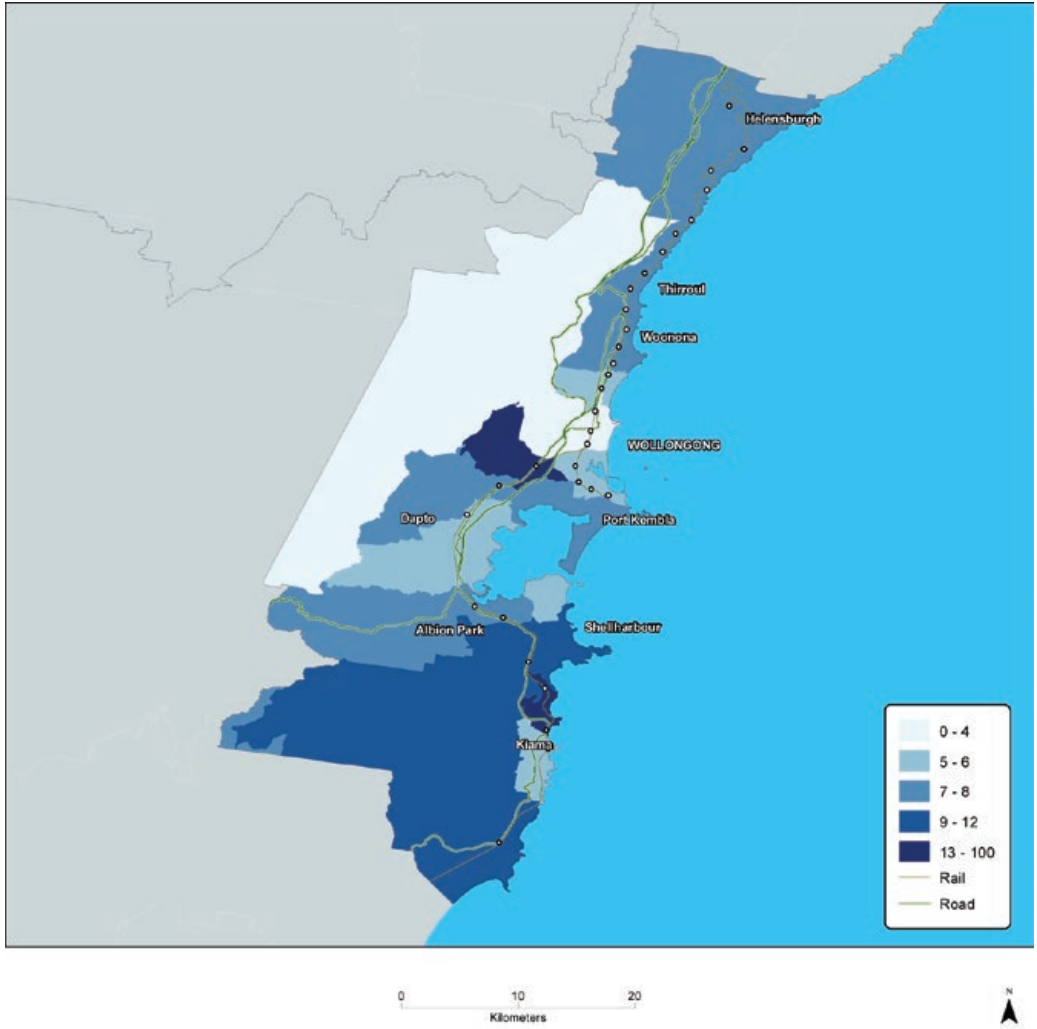 Helensburgh
Thirroul
Woonona
WOLLONGONG
Dapto
Port Kembla
Albion Park
Shellharbour
Kiama
0 - 4
5 - 6
7 - 8
9 - 12
13 - 100
Rail
Road
0 10 20
Kilometers
N